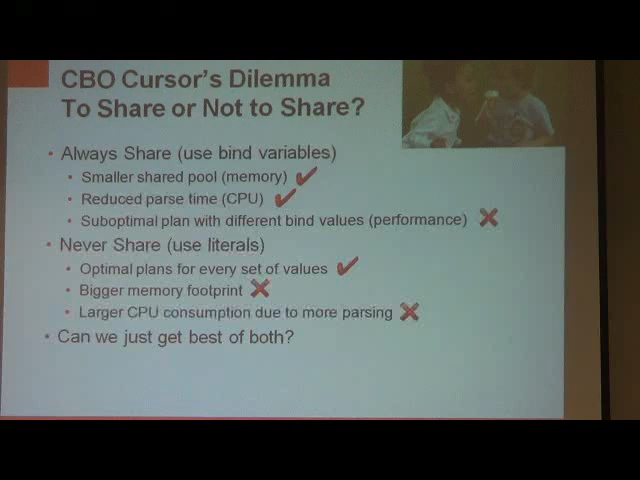 CBO Cursor's Dilemma
To Share or Not to Share?
• Always Share (use bind variables)
• Smaller shared pool (memory)
• Reduced parse time (CPU)
• Suboptimal plan with different bind values (performance)
• Never Share (use literals)
• Optimal plans for every set of values
• Bigger memory footprint
• Larger CPU consumption due to more parsing
• Can we just get best of both?